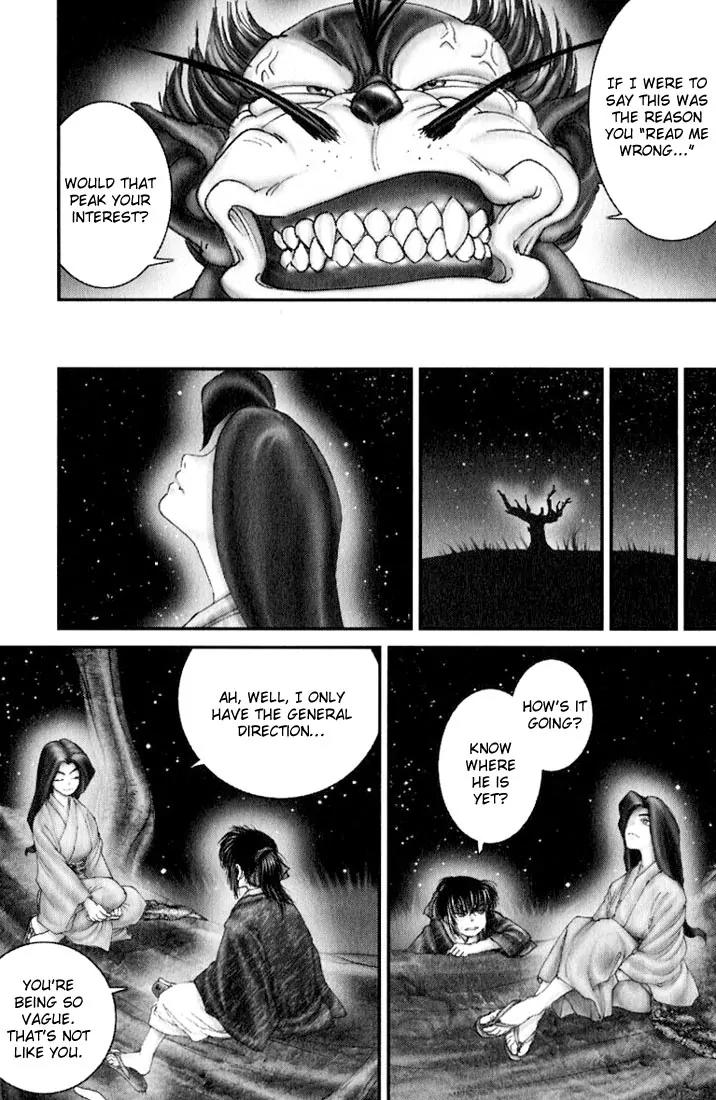 IF I WERE TO
SAY THIS WAS
THE REASON
YOU "READ ME
WRONG..."
WOULD THAT
PEAK YOUR
INTEREST?
HOW'S IT
GOING?
KNOW
WHERE
HE IS
YET?
AH, WELL, I ONLY
HAVE THE GENERAL
DIRECTION...
YOU'RE
BEING SO
VAGUE.
THAT'S NOT
LIKE YOU.